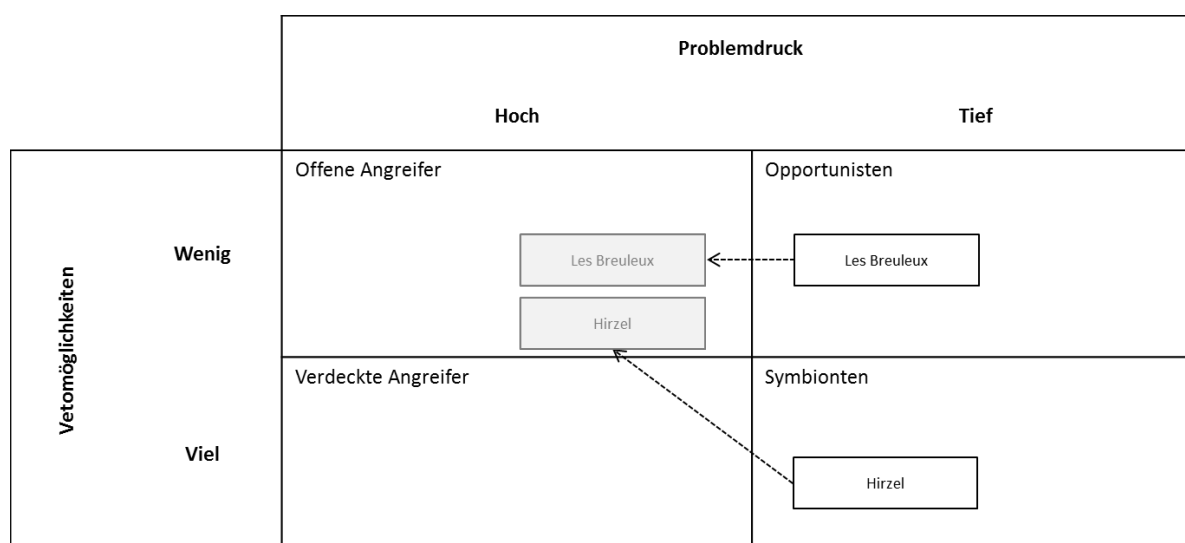 Problemdruck
Hoch
Tief
Offene Angreifer
Opportunisten
Vetomöglichkeiten
Wenig
Les Breuleux
Les Breuleux
Hirzel
Verdeckte Angreifer
Symbionten
Viel
Hirzel